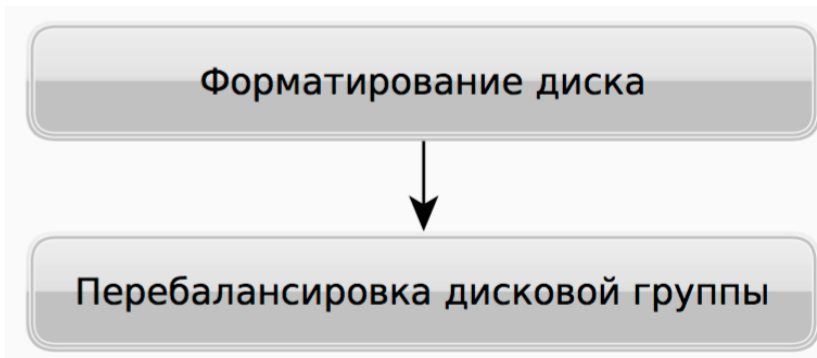 Форматирование диска
Перебалансировка дисковой группы